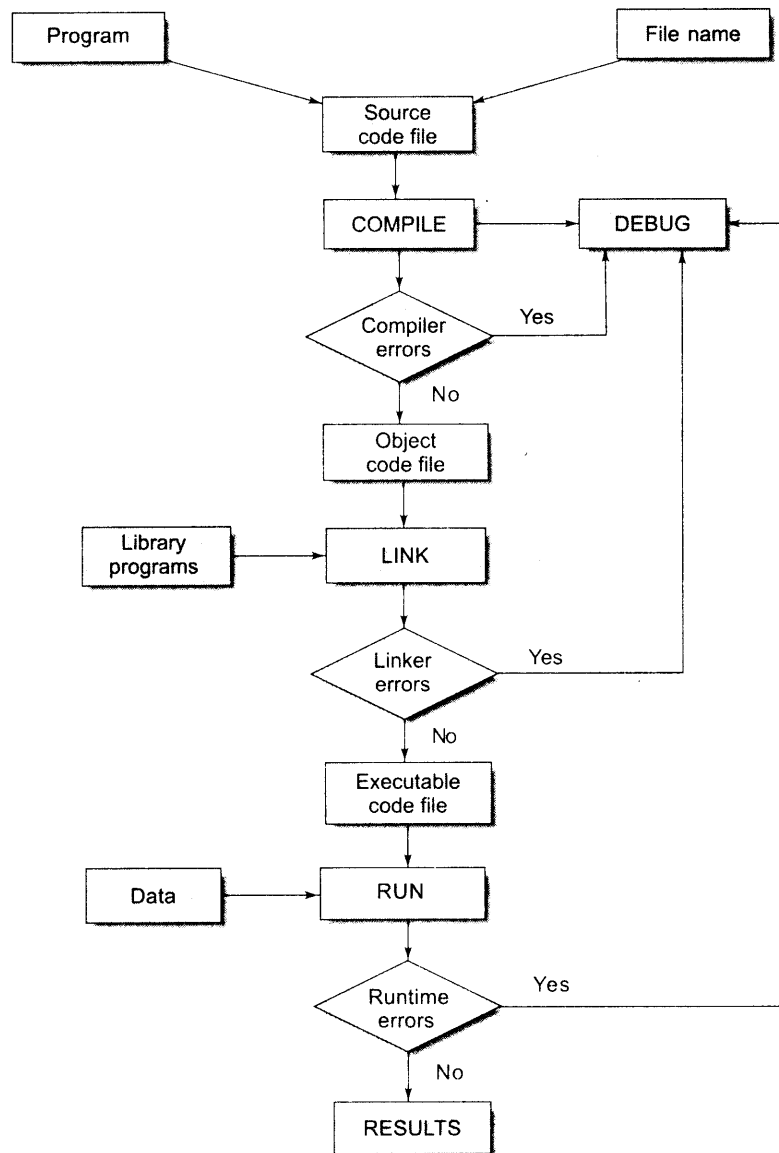 Program
File name
Source
code file
COMPILE
DEBUG
Compiler
errors
Yes
No
Object
code file
Library
programs
LINK
Linker
errors
Yes
No
Executable
code file
Data
RUN
Runtime
errors
Yes
No
RESULTS